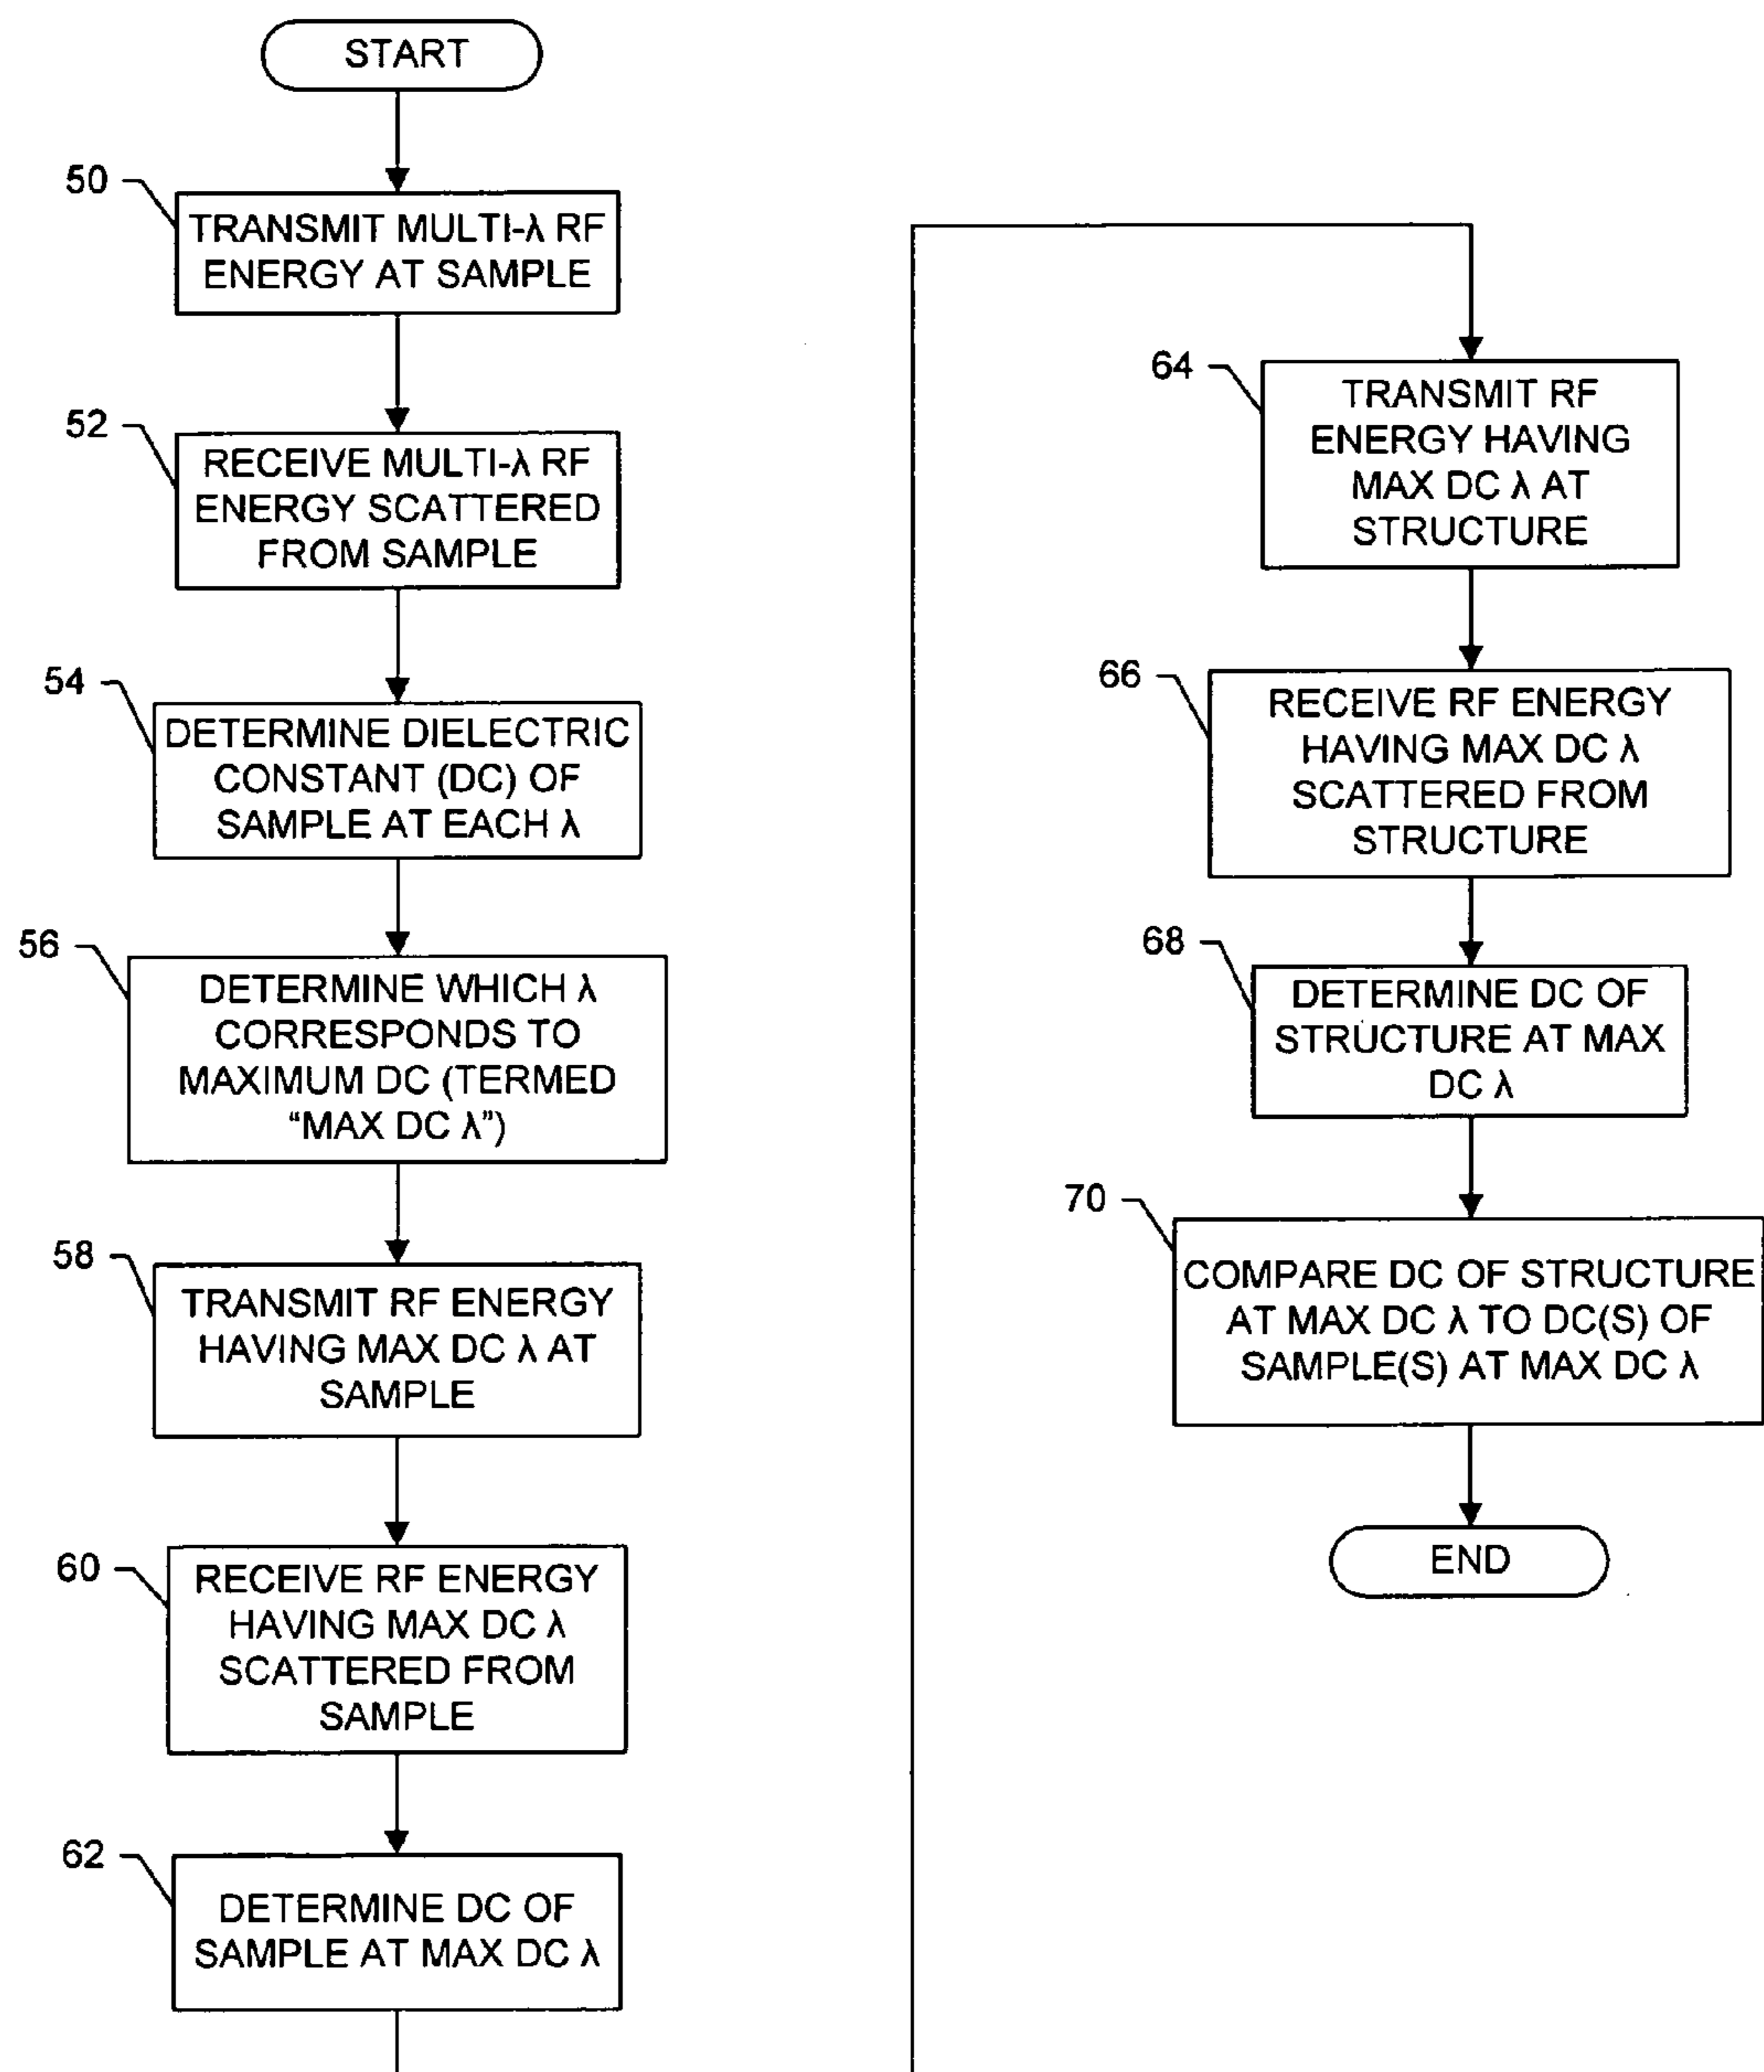 START
50
TRANSMIT MULTI-λ RF
ENERGY AT SAMPLE
52
RECEIVE MULTI-λ RF
ENERGY SCATTERED
FROM SAMPLE
54
DETERMINE DIELECTRIC
CONSTANT (DC) OF
SAMPLE AT EACH λ
56
DETERMINE WHICH λ
CORRESPONDS TO
MAXIMUM DC (TERMED
“MAX DC λ”)
58
TRANSMIT RF ENERGY
HAVING MAX DC λ AT
SAMPLE
60
RECEIVE RF ENERGY
HAVING MAX DC λ
SCATTERED FROM
SAMPLE
62
DETERMINE DC OF
SAMPLE AT MAX DC λ
64
TRANSMIT RF
ENERGY HAVING
MAX DC λ AT
STRUCTURE
66
RECEIVE RF ENERGY
HAVING MAX DC λ
SCATTERED FROM
STRUCTURE
68
DETERMINE DC OF
STRUCTURE AT MAX
DC λ
70
COMPARE DC OF STRUCTURE
AT MAX DC λ TO DC(S) OF
SAMPLE(S) AT MAX DC λ
END